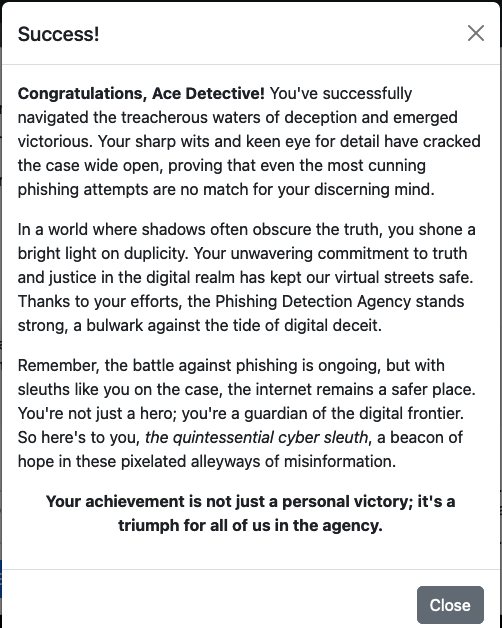 Success!
Congratulations, Ace Detective! You've successfully
navigated the treacherous waters of deception and emerged
victorious. Your sharp wits and keen eye for detail have cracked
the case wide open, proving that even the most cunning
phishing attempts are no match for your discerning mind.
In a world where shadows often obscure the truth, you shone a
bright light on duplicity. Your unwavering commitment to truth
and justice in the digital realm has kept our virtual streets safe.
Thanks to your efforts, the Phishing Detection Agency stands
strong, a bulwark against the tide of digital deceit.
Remember, the battle against phishing is ongoing, but with
sleuths like you on the case, the internet remains a safer place.
You're not just a hero; you're a guardian of the digital frontier.
So here's to you, the quintessential cyber sleuth, a beacon of
hope in these pixelated alleyways of misinformation.
Your achievement is not just a personal victory; it's a
triumph for all of us in the agency.
Close